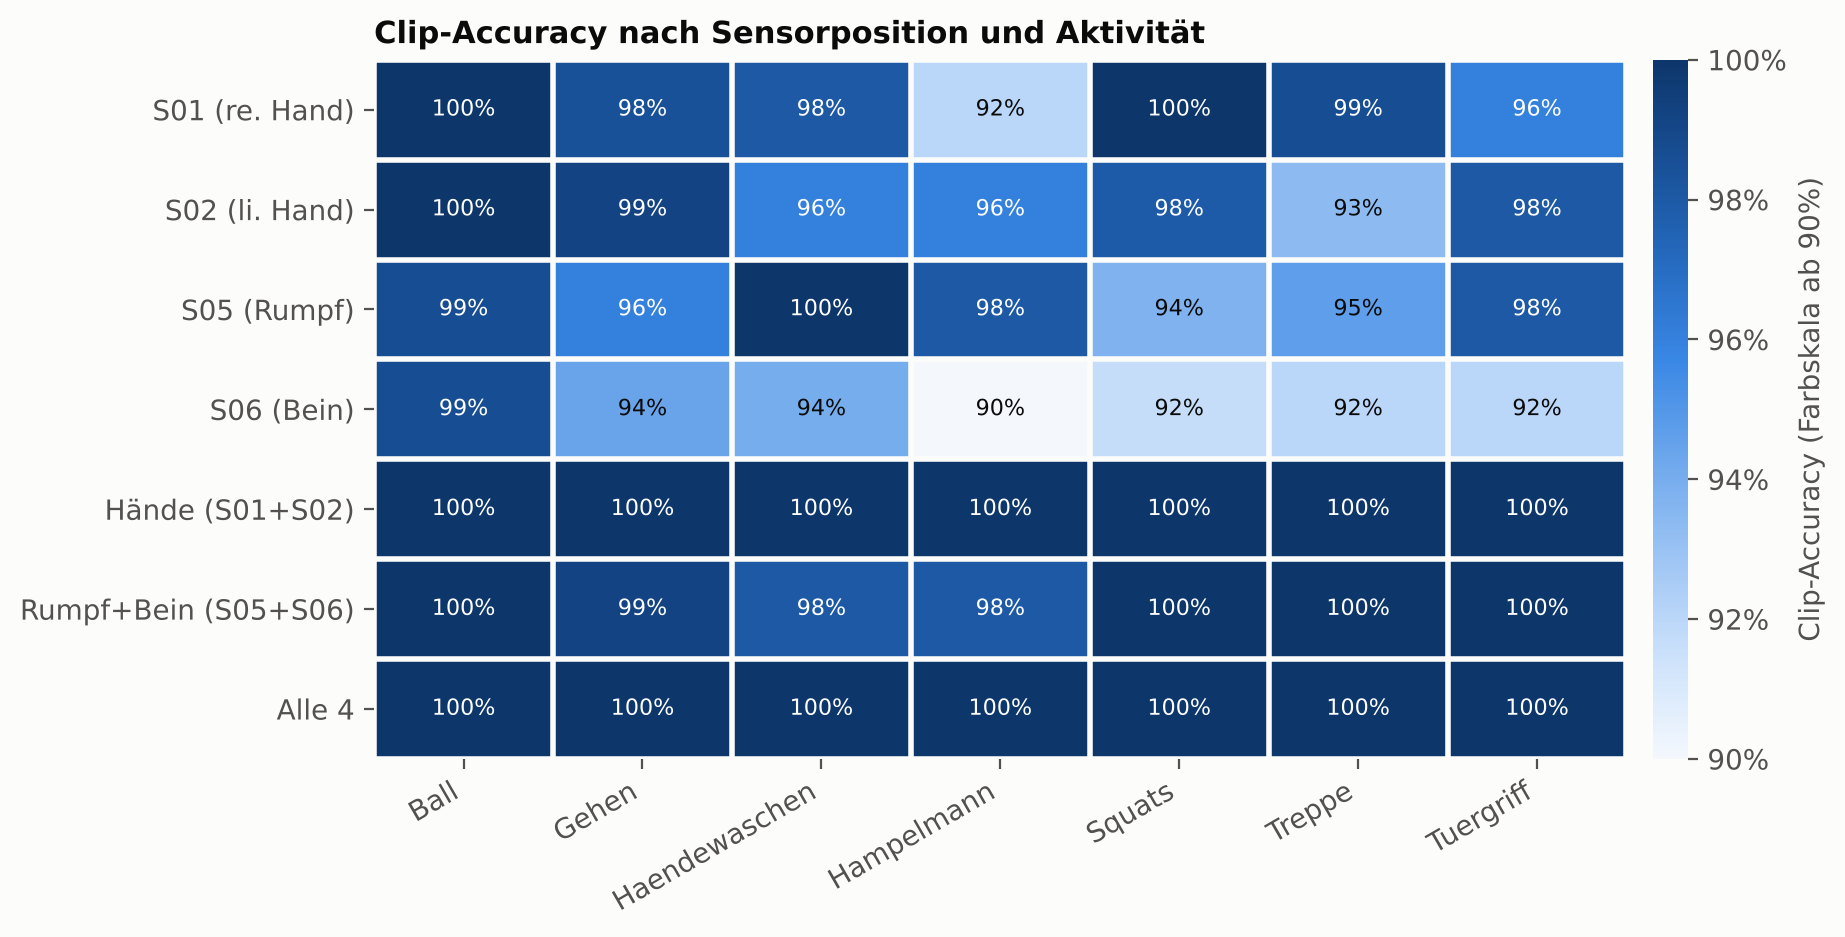 Clip-Accuracy nach Sensorposition und Aktivität
S01 (re. Hand) 100% 98% 98% 92% 100% 99% 96%
S02 (li. Hand) 100% 99% 96% 96% 98% 93% 98%
S05 (Rumpf) 99% 96% 100% 98% 94% 95% 98%
S06 (Bein) 99% 94% 94% 90% 92% 92% 92%
Hände (S01+S02) 100% 100% 100% 100% 100% 100% 100%
Rumpf+Bein (S05+S06) 100% 99% 98% 98% 100% 100% 100%
Alle 4 100% 100% 100% 100% 100% 100% 100%
Ball Gehen Haendewaschen Hampelmann Squats Treppe Tuergriff
100%
98%
96%
94%
92%
90%
Clip-Accuracy (Farbskala ab 90%)